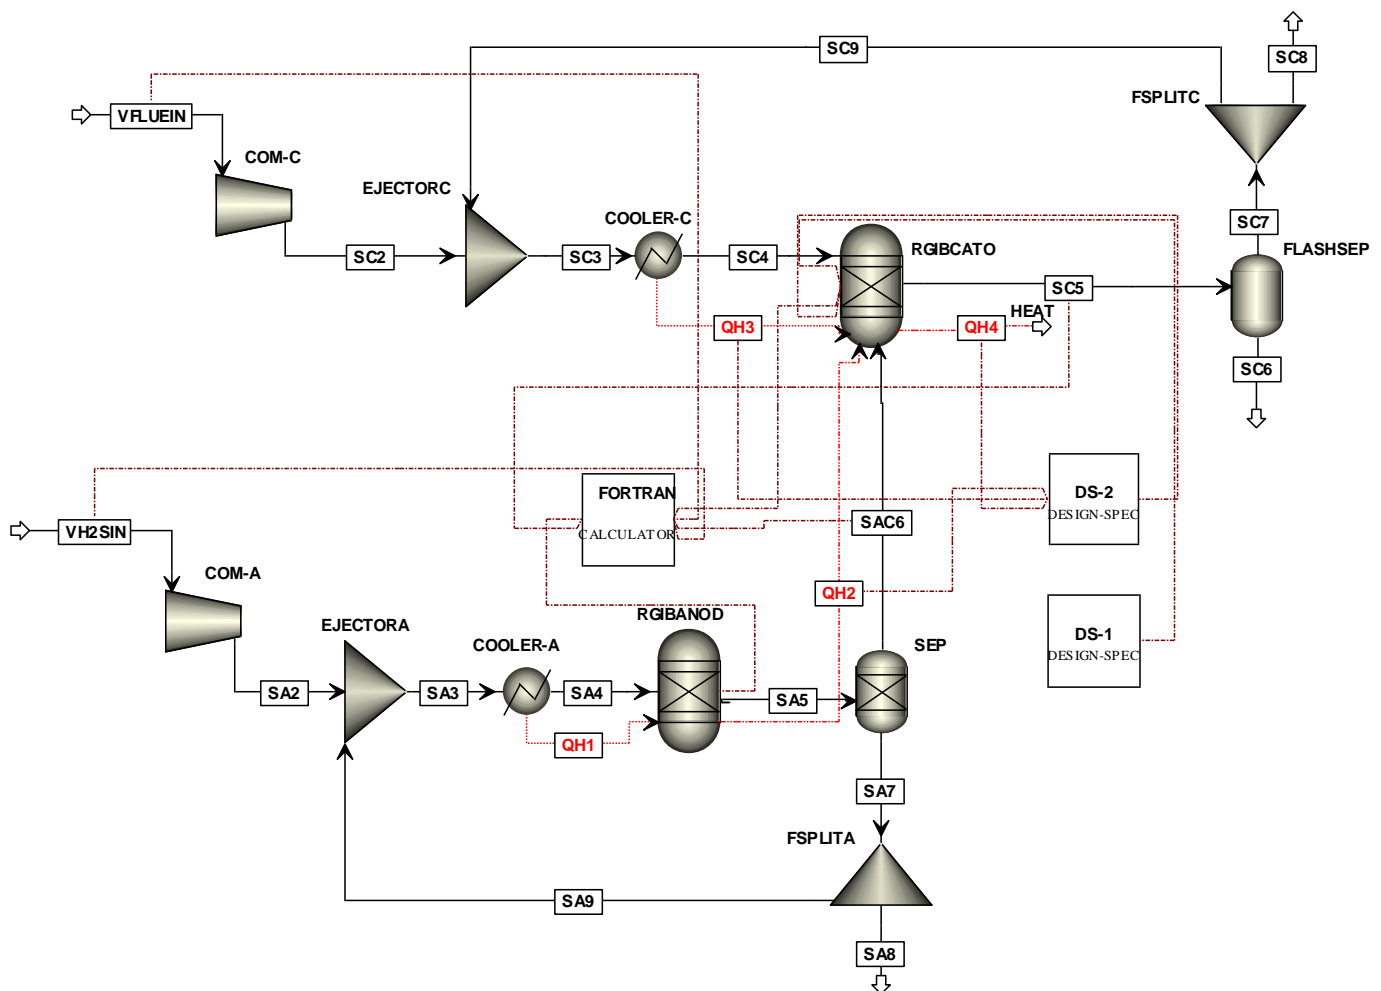 SC9
SC8
FSPLITC
VFLUEIN
COM-C
EJECTORC
COOLER-C
SC7
RGIBCATO
FLASHSEP
SC2
SC3
SC4
SC5
HEAT
QH3
QH4
SC6
FORTRAN
CALCULATOR
DS-2
DESIGN-SPEC
VH2SIN
SAC6
COM-A
QH2
RGIBANOD
EJECTORA
COOLER-A
SEP
DS-1
DESIGN-SPEC
SA2
SA3
SA4
SA5
QH1
SA7
FSPLITA
SA9
SA8